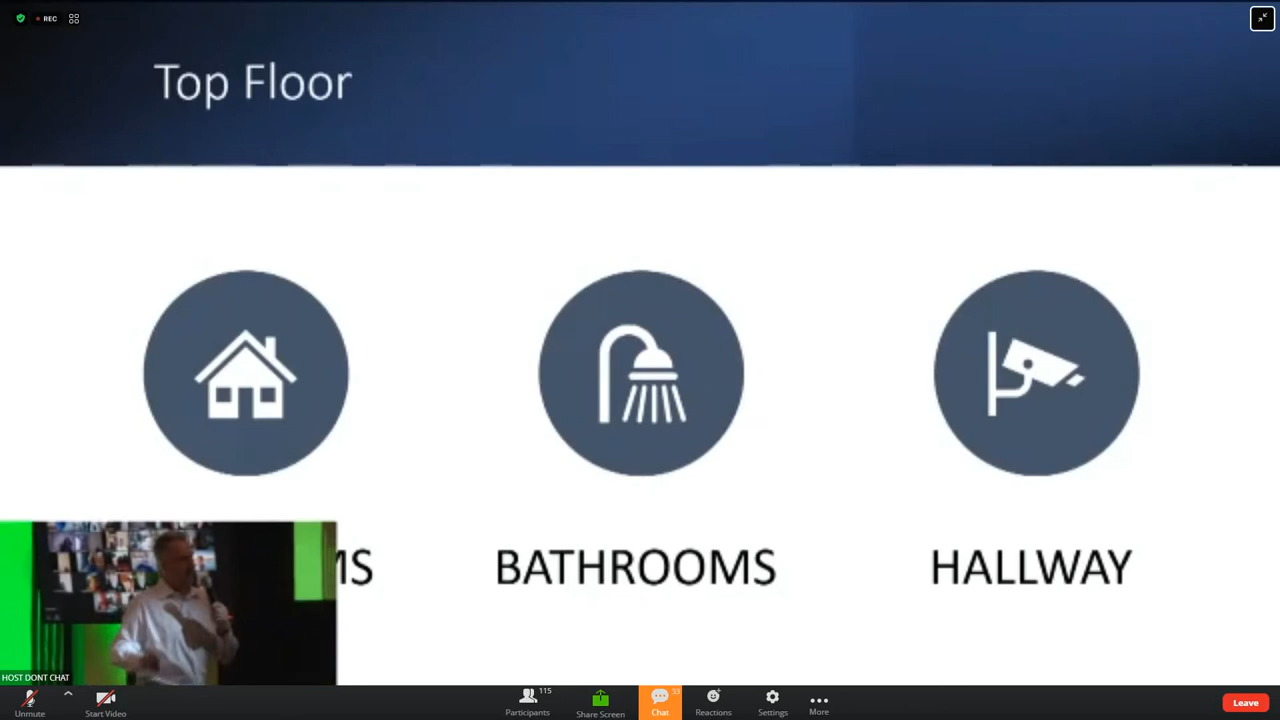 REC
Top Floor
MS
BATHROOMS
HALLWAY
HOST DONT CHAT
Unmute
Start Video
115
Participants
Share Screen
53
Chat
Reactions
Settings
More
Leave